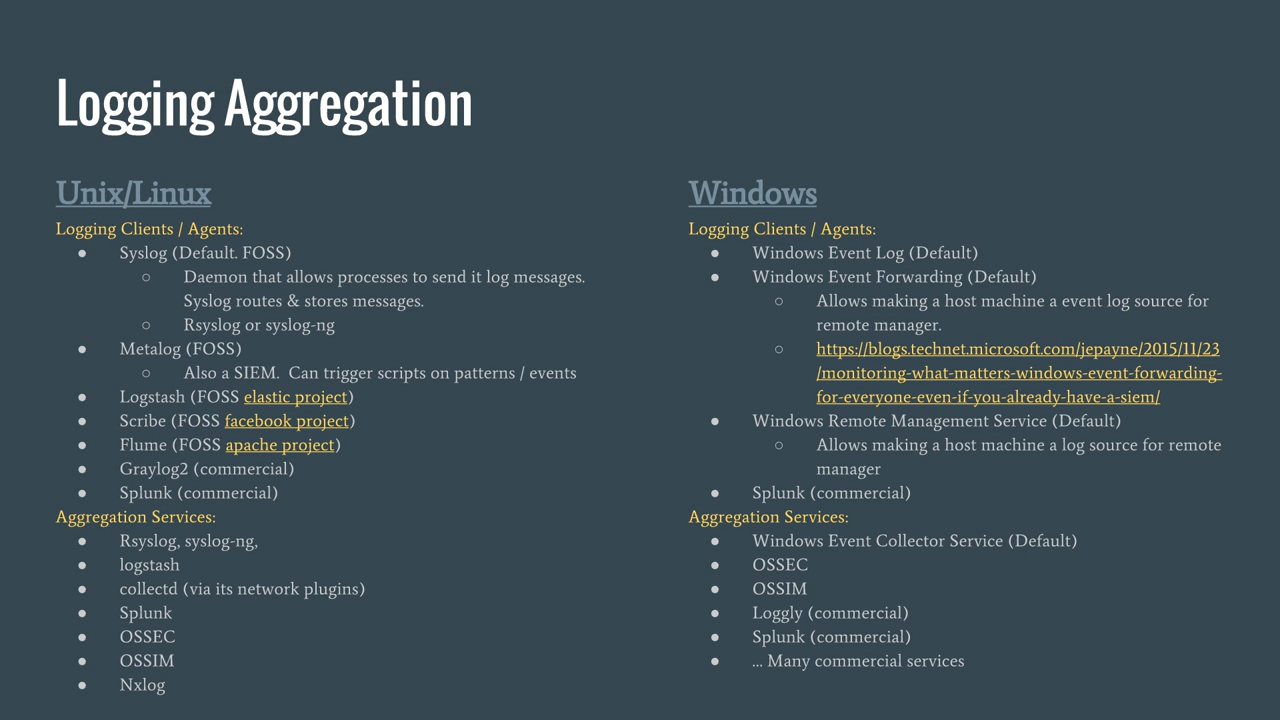 Logging Aggregation
Unix/Linux
Logging Clients / Agents:
● Syslog (Default. FOSS)
○ Daemon that allows processes to send it log messages.
Syslog routes & stores messages.
○ Rsyslog or syslog-ng
● Metalog (FOSS)
○ Also a SIEM.  Can trigger scripts on patterns / events
● Logstash (FOSS elastic project)
● Scribe (FOSS facebook project)
● Flume (FOSS apache project)
● Graylog2 (commercial)
● Splunk (commercial)
Aggregation Services:
● Rsyslog, syslog-ng,
● logstash
● collectd (via its network plugins)
● Splunk
● OSSEC
● OSSIM
● Nxlog
Windows
Logging Clients / Agents:
● Windows Event Log (Default)
● Windows Event Forwarding (Default)
○ Allows making a host machine a event log source for
remote manager.
○ https://blogs.technet.microsoft.com/jepayne/2015/11/23
/monitoring-what-matters-windows-event-forwarding-
for-everyone-even-if-you-already-have-a-siem/
● Windows Remote Management Service (Default)
○ Allows making a host machine a log source for remote
manager
● Splunk (commercial)
Aggregation Services:
● Windows Event Collector Service (Default)
● OSSEC
● OSSIM
● Loggly (commercial)
● Splunk (commercial)
● ... Many commercial services